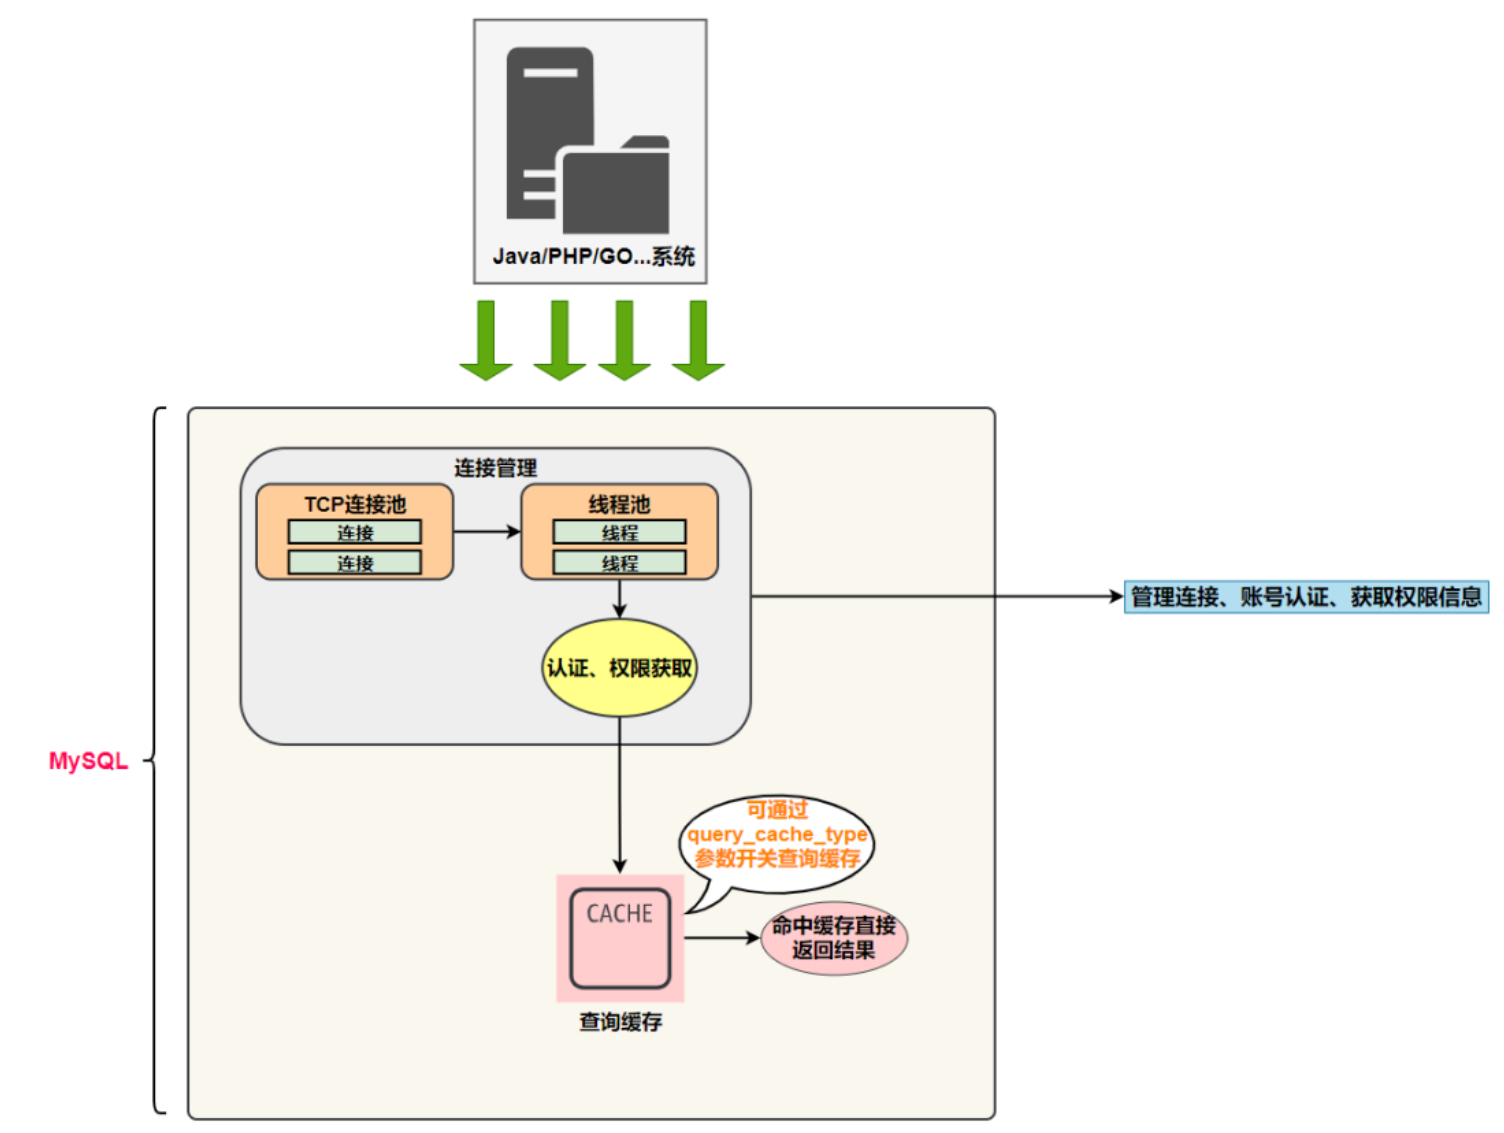 Java/PHP/GO...系统
连接管理
TCP连接池
连接
连接
线程池
线程
线程
管理连接、账号认证、获取权限信息
认证、权限获取
MySQL
可通过
query_cache_type
参数开关查询缓存
CACHE
命中缓存直接
返回结果
查询缓存